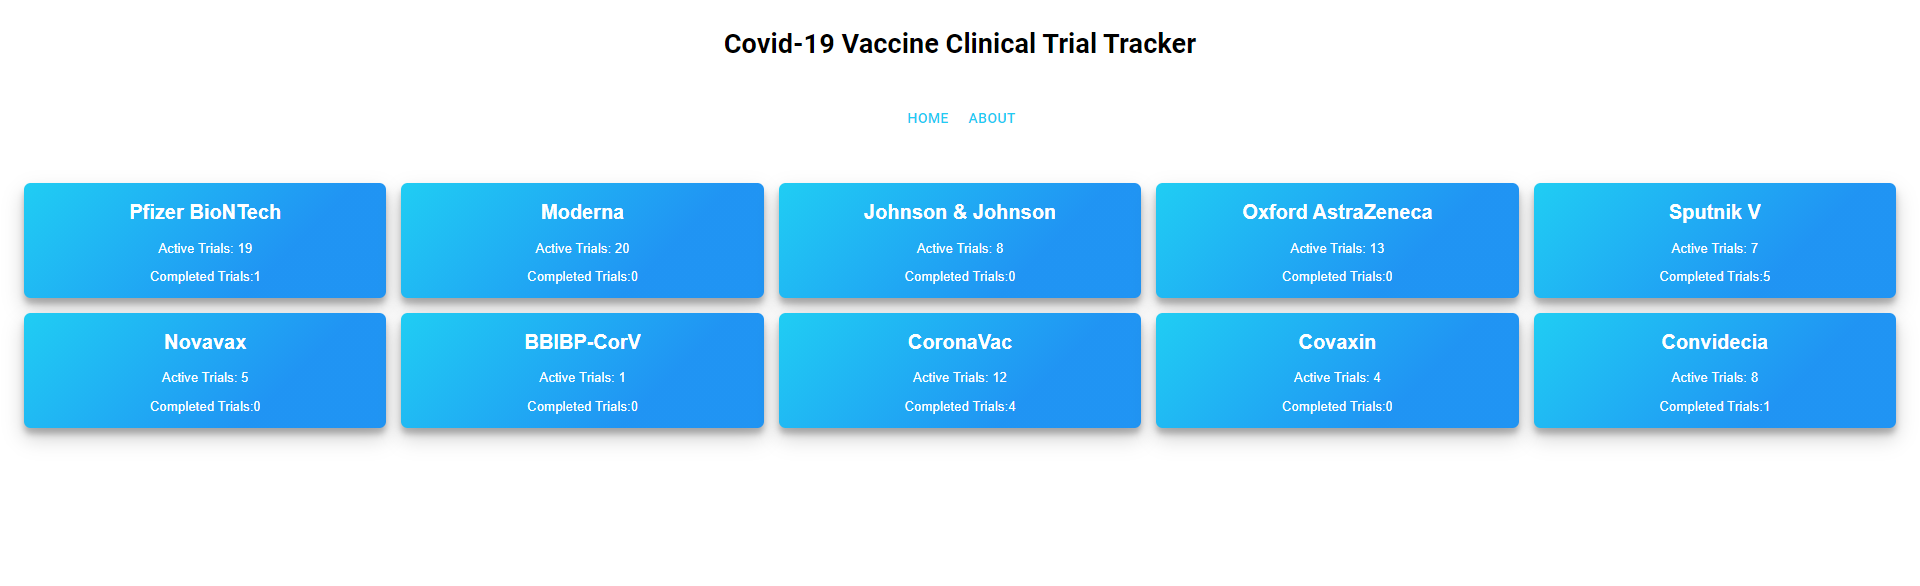 Covid-19 Vaccine Clinical Trial Tracker
HOME ABOUT
Pfizer BioNTech
Active Trials: 19
Completed Trials:1
Moderna
Active Trials: 20
Completed Trials:0
Johnson & Johnson
Active Trials: 8
Completed Trials:0
Oxford AstraZeneca
Active Trials: 13
Completed Trials:0
Sputnik V
Active Trials: 7
Completed Trials:5
Novavax
Active Trials: 5
Completed Trials:0
BBIBP-CorV
Active Trials: 1
Completed Trials:0
CoronaVac
Active Trials: 12
Completed Trials:4
Covaxin
Active Trials: 4
Completed Trials:0
Convidecia
Active Trials: 8
Completed Trials:1